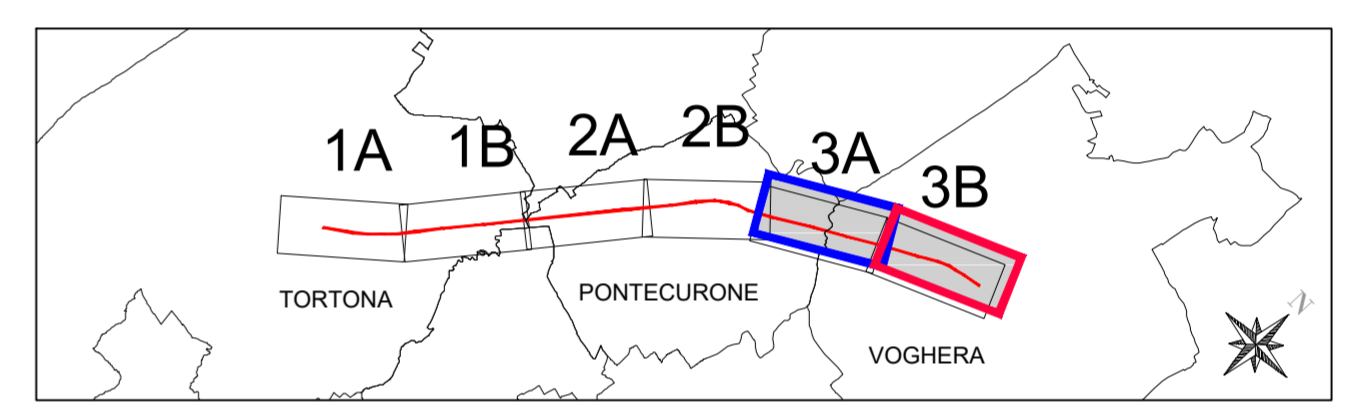 1A
1B
2A
2B
3A
3B
TORTONA
PONTECURONE
VOGHERA
N